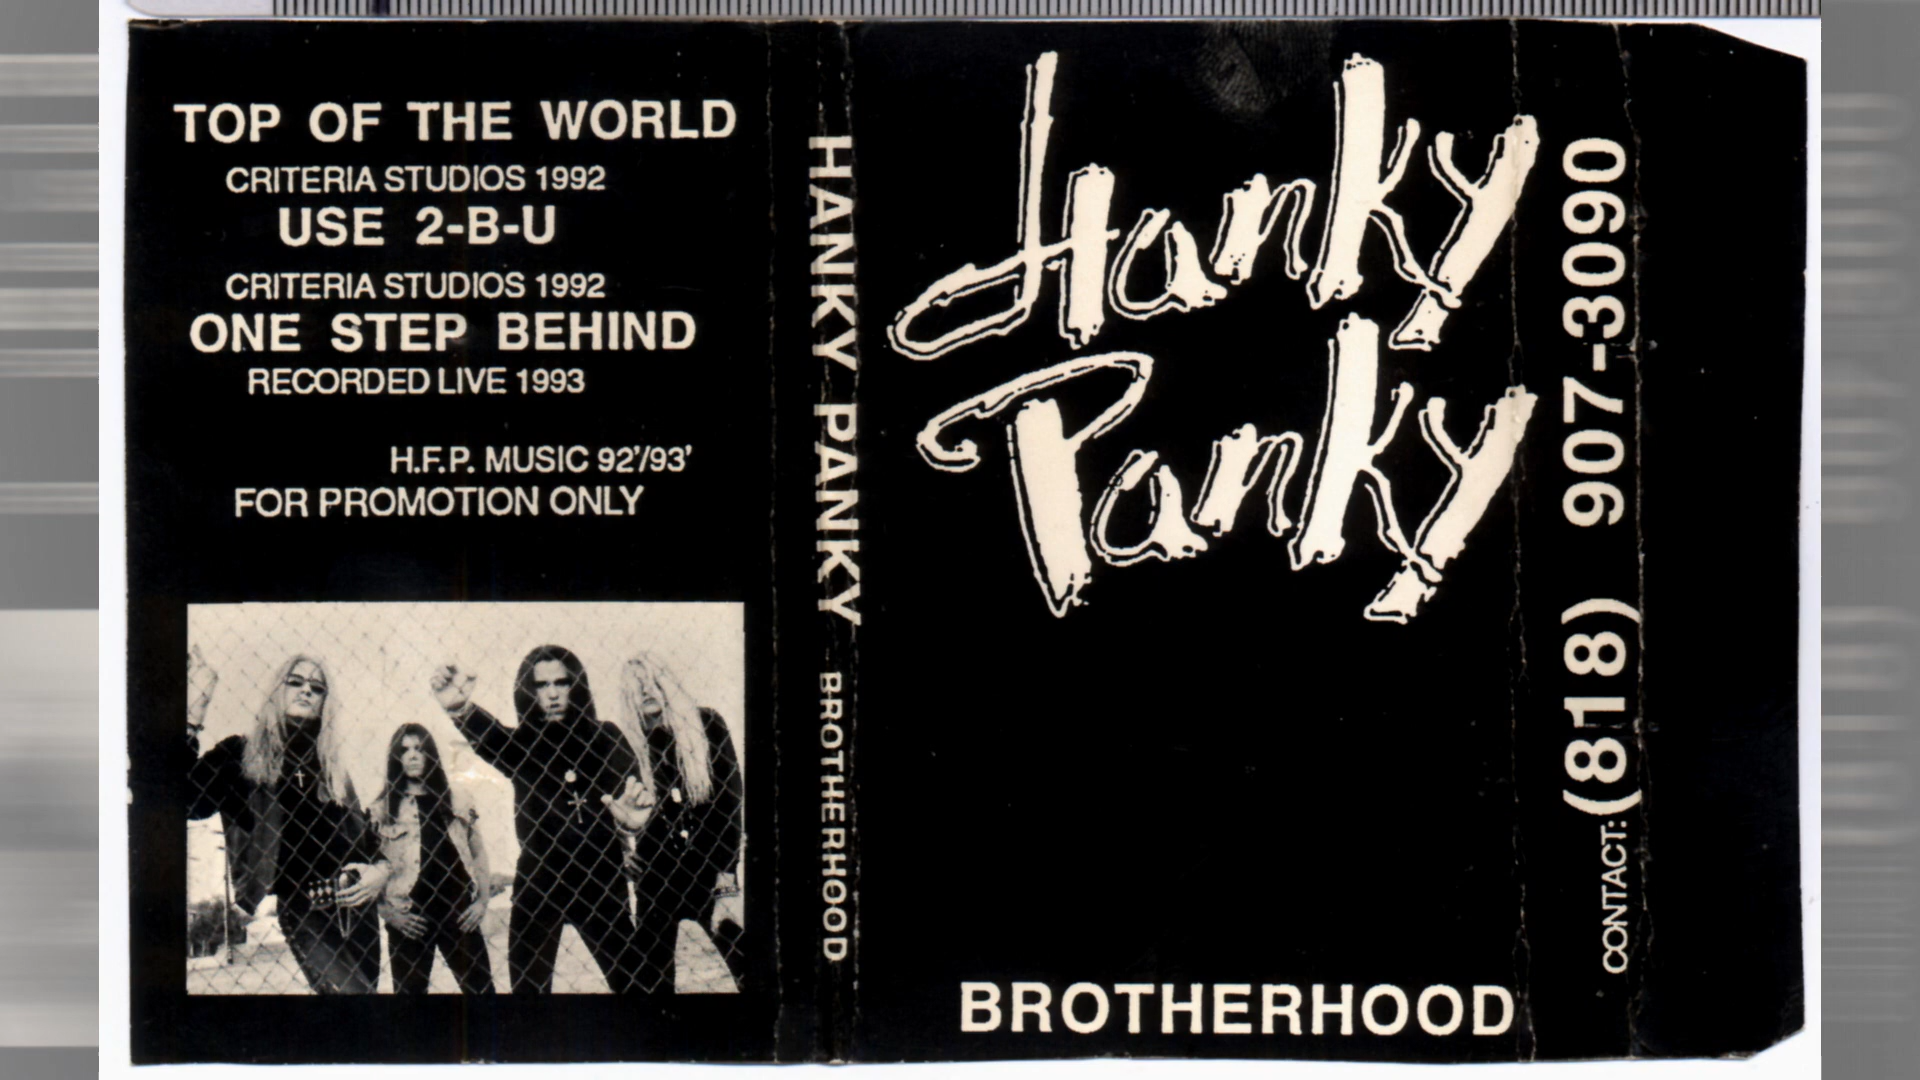 TOP OF THE WORLD
CRITERIA STUDIOS 1992
USE 2-B-U
CRITERIA STUDIOS 1992
ONE STEP BEHIND
RECORDED LIVE 1993
H.F.P. MUSIC 92'/93'
FOR PROMOTION ONLY
HANKY PANKY BROTHERHOOD
Hanky
Panky
BROTHERHOOD
CONTACT: (818) 907-3090